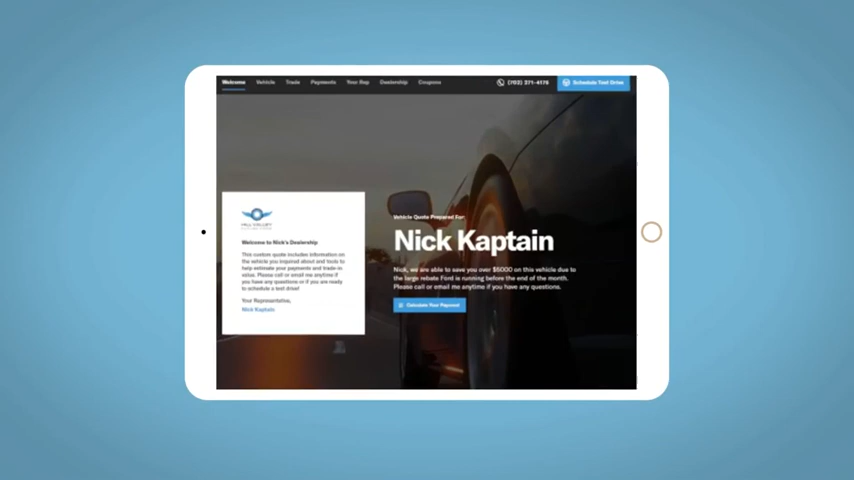 Welcome Vehicle Trade Payments Your Rep Dealership Coupons (702) 371-4175 Schedule Test Drive
Vehicle Quote Prepared For:
Nick Kaptain
Nick, we are able to save you over $6000 on this vehicle due to
the large rebate Ford is running before the end of the month.
Please call or email me anytime if you have any questions.
Calculate Your Payment
Welcome to Nick's Dealership
This custom quote includes information on
the vehicle you inquired about and tools to
help estimate your payments and trade-in
value. Please call or email me anytime if
you have any questions or if you are ready
to schedule a test drive!
Your Representative,
Nick Kaptain